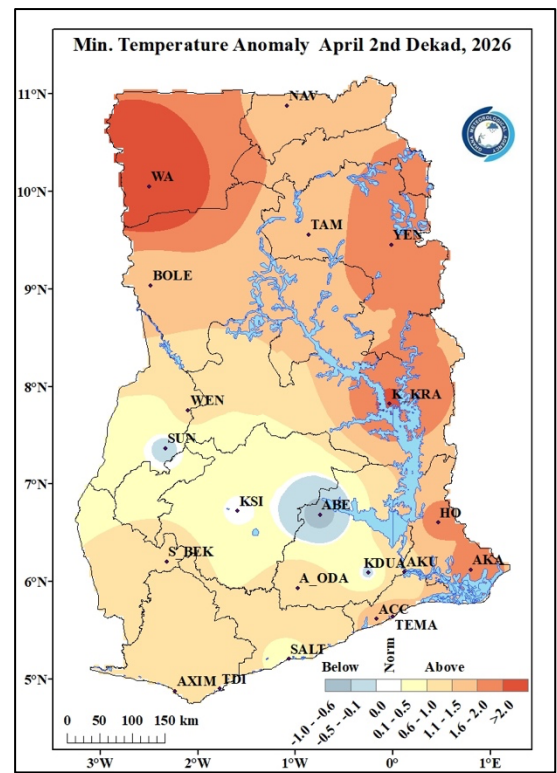 Min. Temperature Anomaly April 2nd Dekad, 2026
11°N
NAV
GHANA METEOROLOGICAL AGENCY
WA
10°N
TAM
YEN
BOLE
9°N
8°N
K_KRA
WEN
SUN
7°N
KSI
ABE
HO
S_BEK
KDUA
AKU
AKA
6°N
A_ODA
ACC
TEMA
SALT
Below
Norm
Above
5°N
AXIM
TDI
-1.0 - -0.6
-0.5 - -0.1
0.0
0.1 - 0.5
0.6 - 1.0
1.1 - 1.5
1.6 - 2.0
>2.0
0 50 100 150 km
3°W
2°W
1°W
0°
1°E